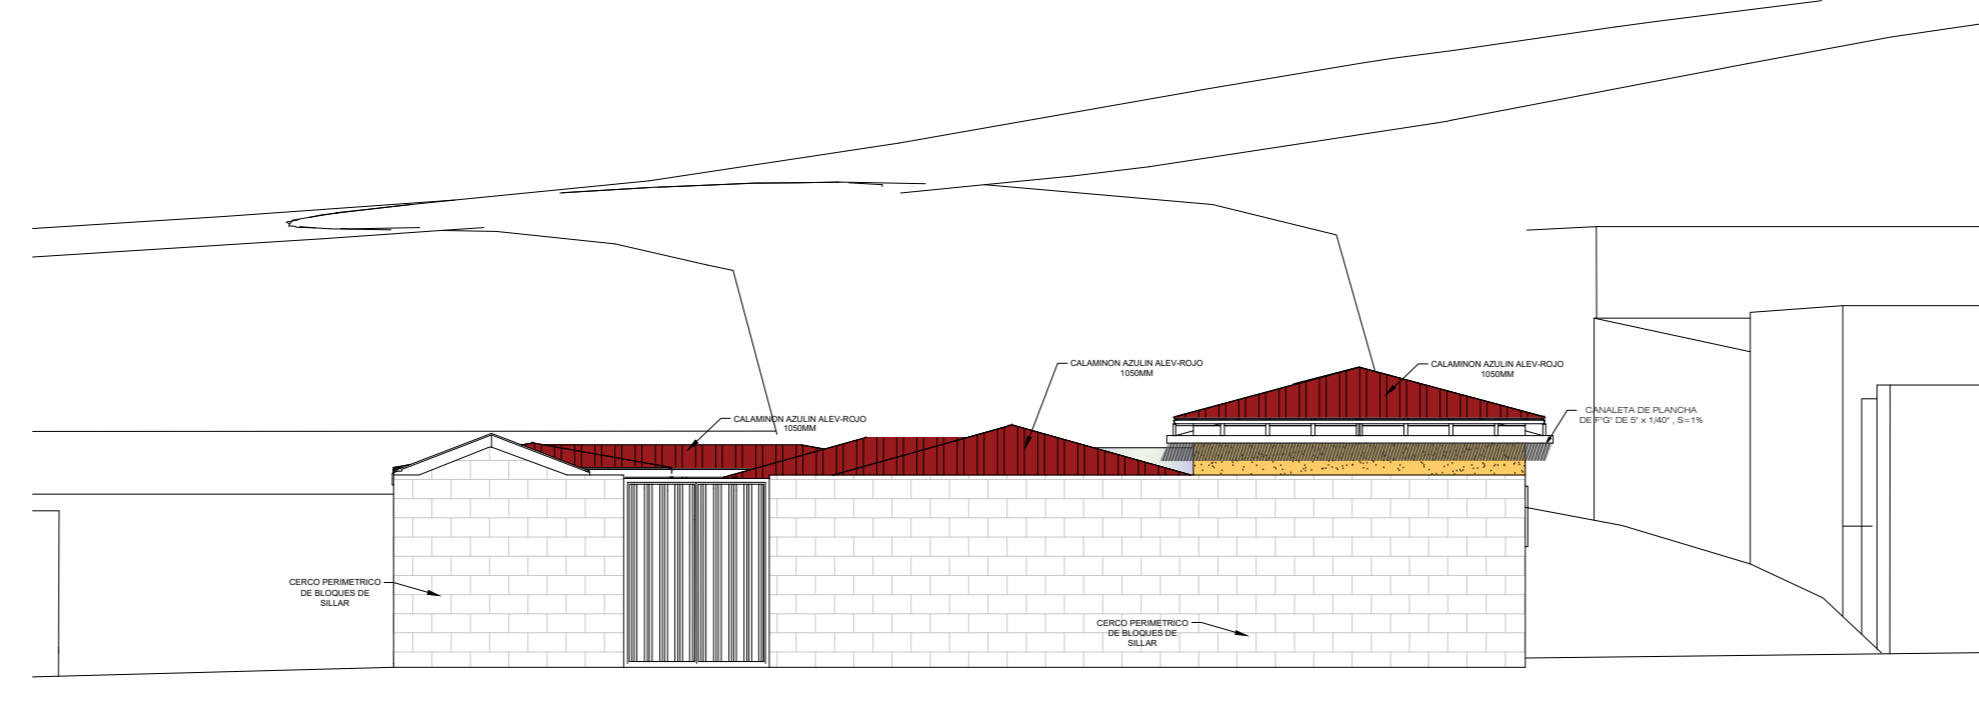 CALAMINON AZULIN ALEV-ROJO
1050MM
CALAMINON AZULIN ALEV-ROJO
1050MM
CALAMINON AZULIN ALEV-ROJO
1050MM
CANALETA DE PLANCHA
DE F'G' DE 5" x 1/40" , S=1%
CERCO PERIMETRICO
DE BLOQUES DE
SILLAR
CERCO PERIMETRICO
DE BLOQUES DE
SILLAR